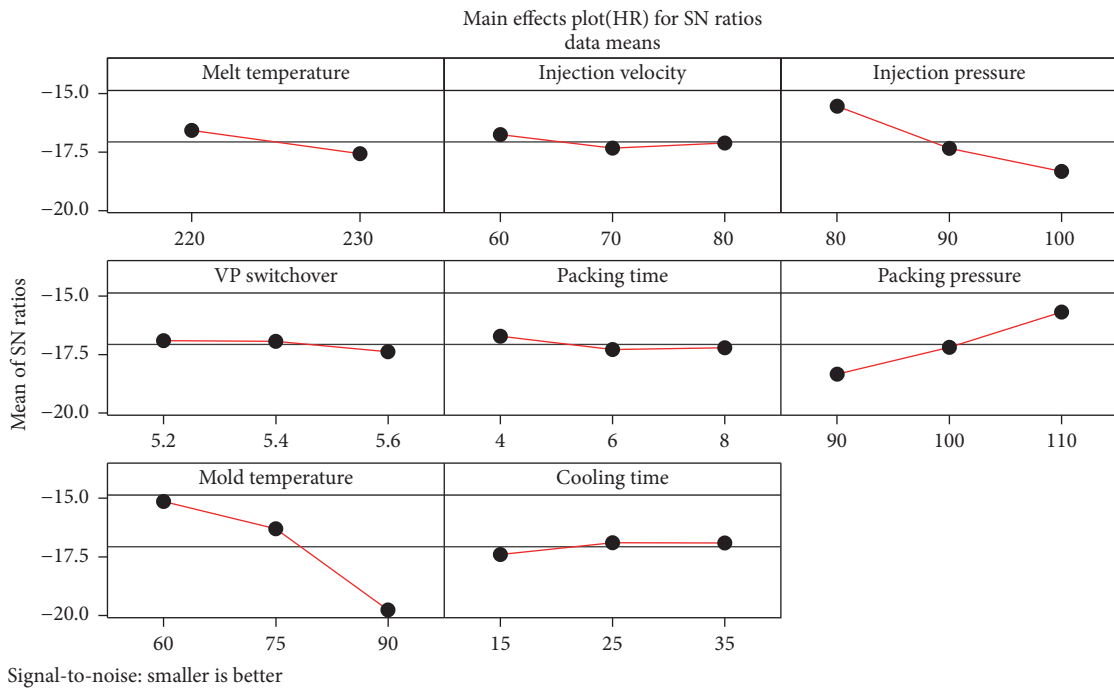 Main effects plot(HR) for SN ratios
data means
Melt temperature Injection velocity Injection pressure
−15.0
−17.5
−20.0
220 230 60 70 80 80 90 100
VP switchover Packing time Packing pressure
−15.0
−17.5
−20.0
5.2 5.4 5.6 4 6 8 90 100 110
Mean of SN ratios
Mold temperature Cooling time
−15.0
−17.5
−20.0
60 75 90 15 25 35
Signal-to-noise: smaller is better